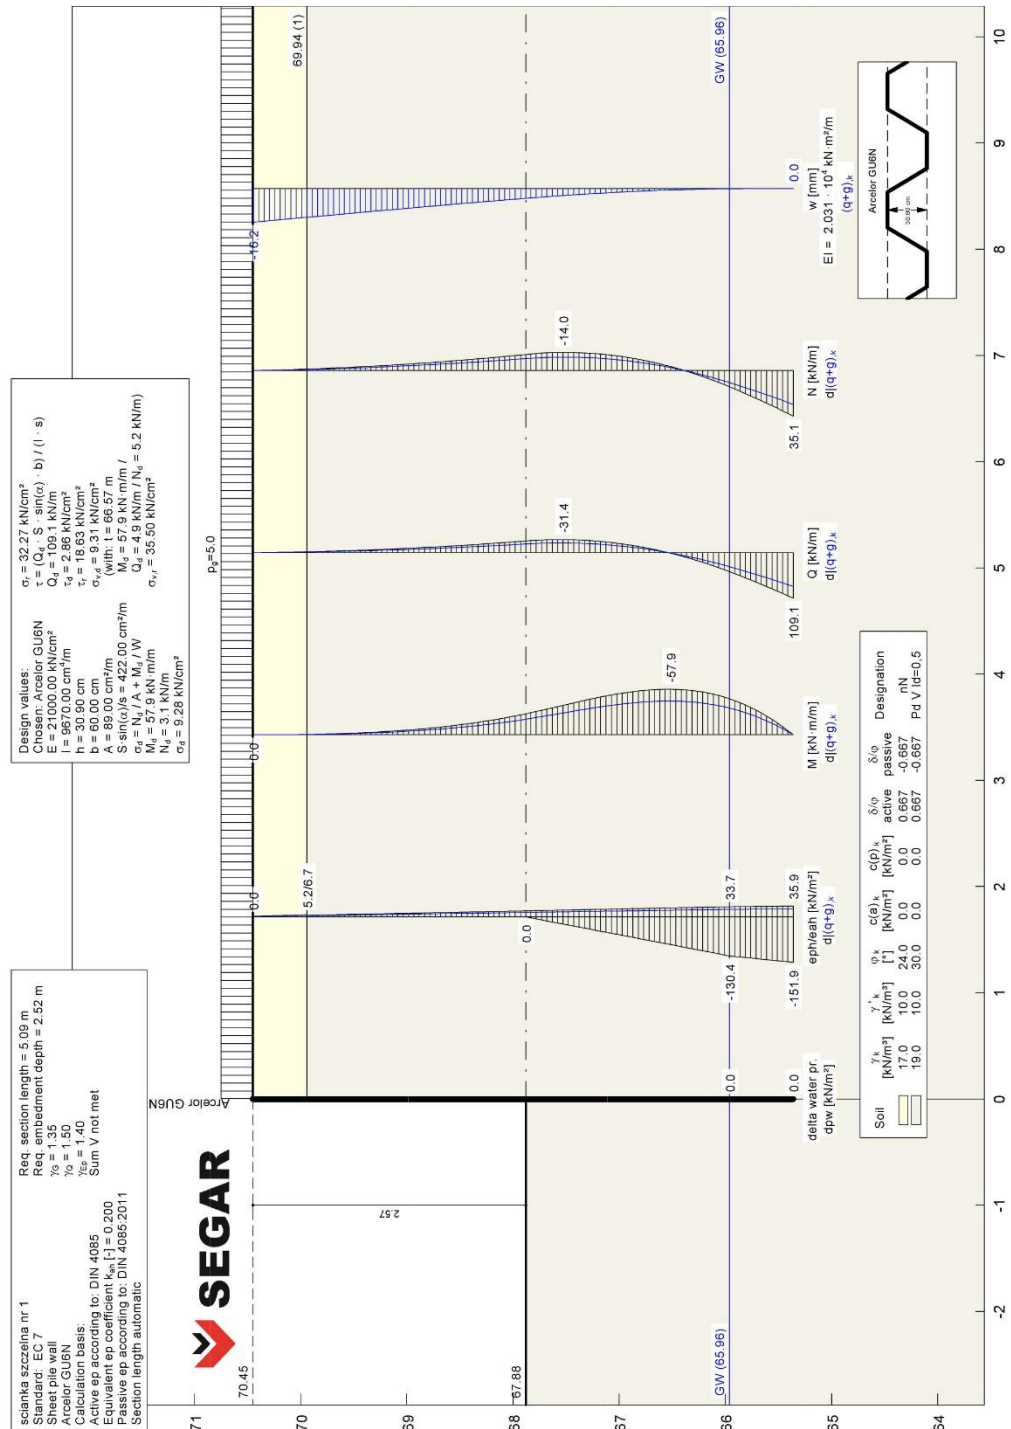 scianka szczelna nr 1
Standard: EC 7
Sheet pile wall
Arcelor GU6N
Calculation basis:
Active ep according to: DIN 4085
Equivalent ep coefficient kₐₕ [-] = 0.200
Passive ep according to: DIN 4085:2011
Section length automatic
Req. section length = 5.09 m
Req. embedment depth = 2.52 m
γG = 1.35
γQ = 1.50
γEp = 1.40
Sum V not met
Design values:
Chosen: Arcelor GU6N
E = 21000.00 kN/cm²
I = 9670.00 cm⁴/m
h = 30.90 cm
b = 60.00 cm
A = 89.00 cm²/m
S·sin(α)/s = 422.00 cm²/m
σd = Nd / A + Md / W
Md = 57.9 kN·m/m
Nd = 3.1 kN/m
σd = 9.28 kN/cm²
σr = 32.27 kN/cm²
τ = (Qd · S · sin(α) · b) / (I · s)
Qd = 109.1 kN/m
τd = 2.86 kN/cm²
τr = 18.63 kN/cm²
σv,d = 9.31 kN/cm²
(with: t = 66.57 m
Md = 57.9 kN·m/m /
Qd = 4.9 kN/m / Nd = 5.2 kN/m)
σv,r = 35.50 kN/cm²
SEGAR
70.45
67.88
2.57
Arcelor GU6N
pg=5.0
69.94 (1)
GW (65.96)
GW (65.96)
0.0
0.0
delta water pr.
dpw [kN/m²]
0.0
5.2/6.7
0.0
-130.4
33.7
-151.9
35.9
eph/eah [kN/m²]
d|(q+g),k
0.0
-57.9
M [kN·m/m]
d|(q+g),k
-31.4
109.1
Q [kN/m]
d|(q+g),k
-14.0
35.1
N [kN/m]
d|(q+g),k
-16.2
0.0
w [mm]
EI = 2.031 · 10⁴ kN·m²/m
(q+g),k
Arcelor GU6N
Soil γk [kN/m³] γ'k [kN/m³] φk [°] c(a)k [kN/m²] c(p)k [kN/m²] δ/φ active δ/φ passive Designation
17.0 10.0 24.0 0.0 0.0 0.667 -0.667 nN
19.0 10.0 30.0 0.0 0.0 0.667 -0.667 Pd V Id=0,5
71
70
69
68
67
66
65
64
-2 -1 0 1 2 3 4 5 6 7 8 9 10